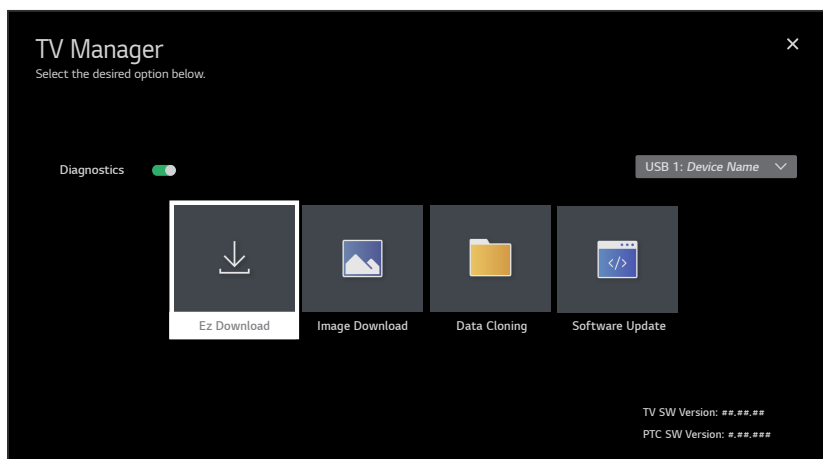 TV Manager
Select the desired option below.
Diagnostics
USB 1: Device Name
Ez Download
Image Download
Data Cloning
Software Update
TV SW Version: ##.##.##
PTC SW Version: #.##.###